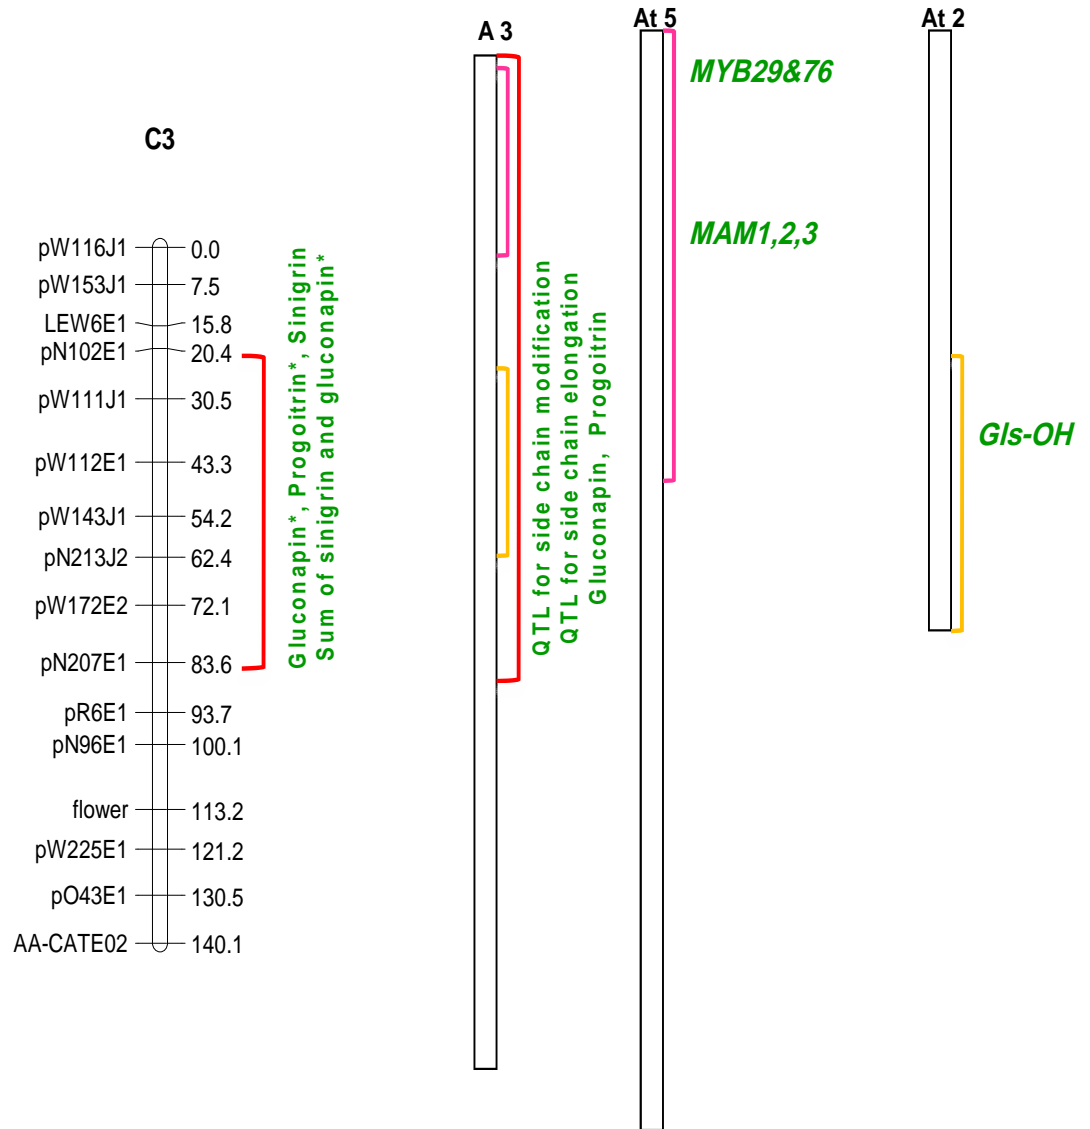 C3
pW116J1 0.0
pW153J1 7.5
LEW6E1 15.8
pN102E1 20.4
pW111J1 30.5
pW112E1 43.3
pW143J1 54.2
pN213J2 62.4
pW172E2 72.1
pN207E1 83.6
pR6E1 93.7
pN96E1 100.1
flower 113.2
pW225E1 121.2
pO43E1 130.5
AA-CATE02 140.1
Gluconapin*, Progoitrin*, Sinigrin
Sum of sinigrin and gluconapin*
A 3
QTL for side chain modification
QTL for side chain elongation
Gluconapin, Progoitrin
At 5
MYB29&76
MAM1,2,3
At 2
Gls-OH